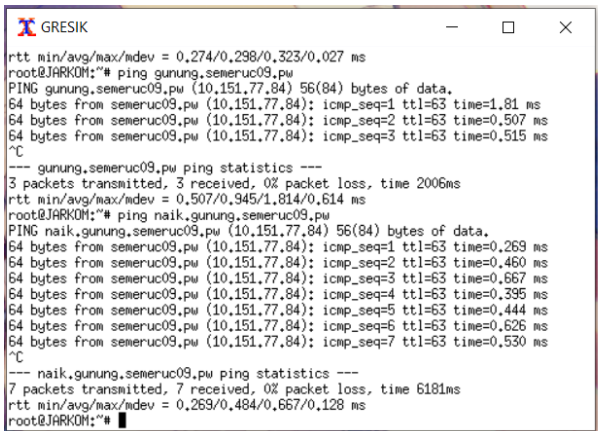 GRESIK
rtt min/avg/max/mdev = 0.274/0.298/0.323/0.027 ms
root@JARKOM:~# ping gunung.semeruc09.pw
PING gunung.semeruc09.pw (10.151.77.84) 56(84) bytes of data.
64 bytes from semeruc09.pw (10.151.77.84): icmp_seq=1 ttl=63 time=1.81 ms
64 bytes from semeruc09.pw (10.151.77.84): icmp_seq=2 ttl=63 time=0.507 ms
64 bytes from semeruc09.pw (10.151.77.84): icmp_seq=3 ttl=63 time=0.515 ms
^C
--- gunung.semeruc09.pw ping statistics ---
3 packets transmitted, 3 received, 0% packet loss, time 2006ms
rtt min/avg/max/mdev = 0.507/0.945/1.814/0.614 ms
root@JARKOM:~# ping naik.gunung.semeruc09.pw
PING naik.gunung.semeruc09.pw (10.151.77.84) 56(84) bytes of data.
64 bytes from semeruc09.pw (10.151.77.84): icmp_seq=1 ttl=63 time=0.269 ms
64 bytes from semeruc09.pw (10.151.77.84): icmp_seq=2 ttl=63 time=0.460 ms
64 bytes from semeruc09.pw (10.151.77.84): icmp_seq=3 ttl=63 time=0.667 ms
64 bytes from semeruc09.pw (10.151.77.84): icmp_seq=4 ttl=63 time=0.395 ms
64 bytes from semeruc09.pw (10.151.77.84): icmp_seq=5 ttl=63 time=0.444 ms
64 bytes from semeruc09.pw (10.151.77.84): icmp_seq=6 ttl=63 time=0.626 ms
64 bytes from semeruc09.pw (10.151.77.84): icmp_seq=7 ttl=63 time=0.530 ms
^C
--- naik.gunung.semeruc09.pw ping statistics ---
7 packets transmitted, 7 received, 0% packet loss, time 6181ms
rtt min/avg/max/mdev = 0.269/0.484/0.667/0.128 ms
root@JARKOM:~#